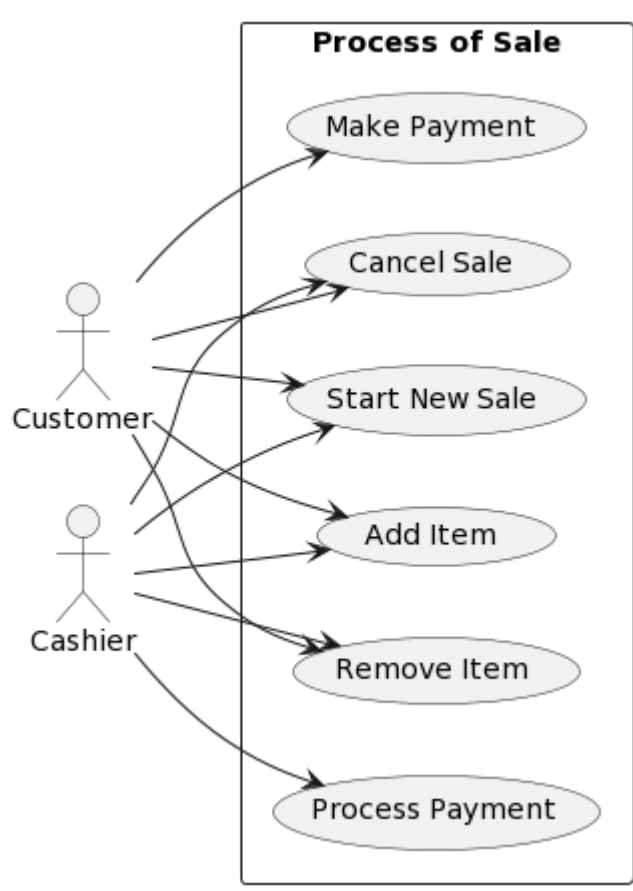 Process of Sale
Make Payment
Cancel Sale
Start New Sale
Customer
Add Item
Cashier
Remove Item
Process Payment